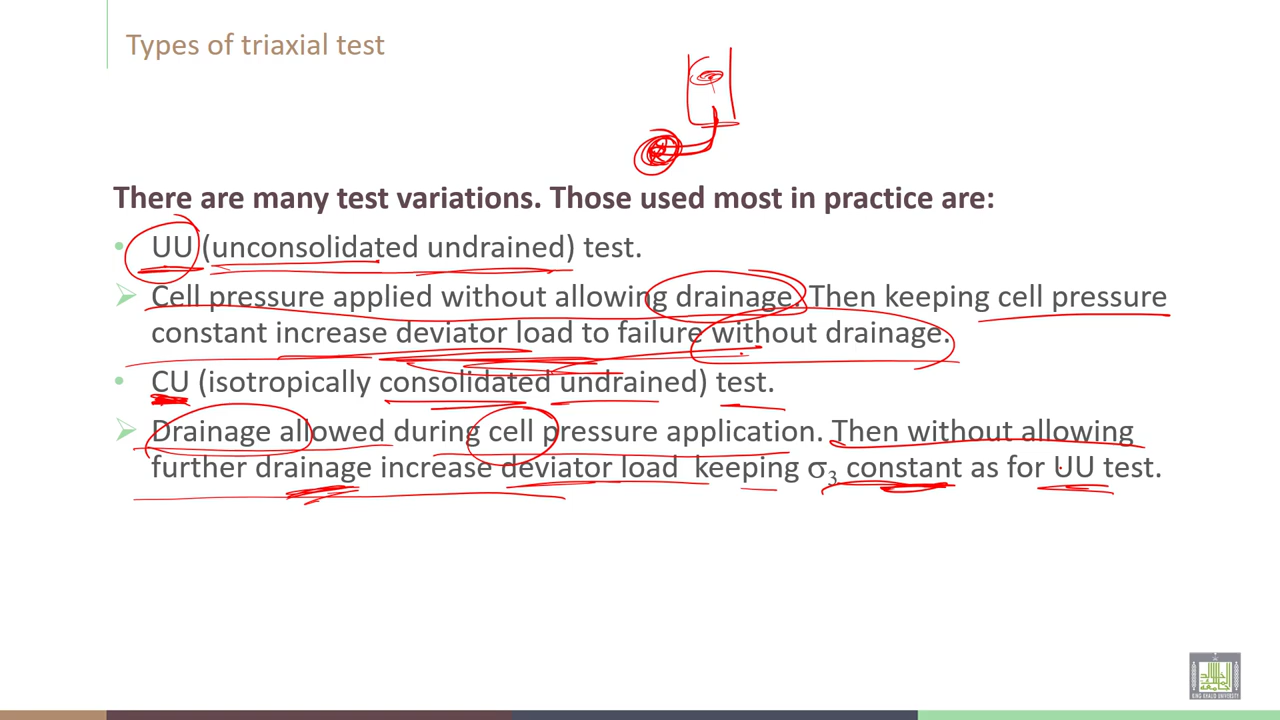 Types of triaxial test
There are many test variations. Those used most in practice are:
• UU (unconsolidated undrained) test.
➢ Cell pressure applied without allowing drainage. Then keeping cell pressure
constant increase deviator load to failure without drainage.
• CU (isotropically consolidated undrained) test.
➢ Drainage allowed during cell pressure application. Then without allowing
further drainage increase deviator load keeping σ3 constant as for UU test.
KING KHALID UNIVERSITY